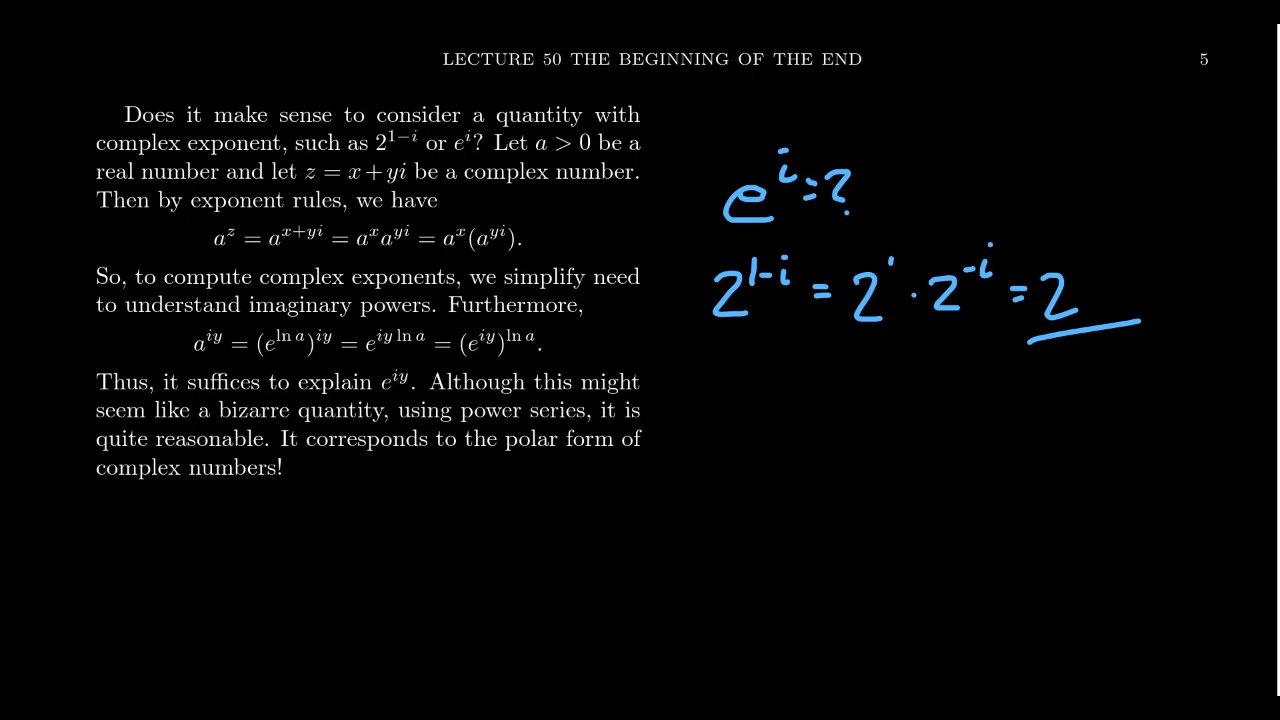 LECTURE 50 THE BEGINNING OF THE END 5
Does it make sense to consider a quantity with
complex exponent, such as 2^{1−i} or e^i? Let a > 0 be a
real number and let z = x + yi be a complex number.
Then by exponent rules, we have
a^z = a^{x+yi} = a^x a^{yi} = a^x(a^{yi}).
So, to compute complex exponents, we simplify need
to understand imaginary powers. Furthermore,
a^{iy} = (e^{ln a})^{iy} = e^{iy ln a} = (e^{iy})^{ln a}.
Thus, it suffices to explain e^{iy}. Although this might
seem like a bizarre quantity, using power series, it is
quite reasonable. It corresponds to the polar form of
complex numbers!
e^i = ?
2^{1−i} = 2^1 · 2^{−i} = 2